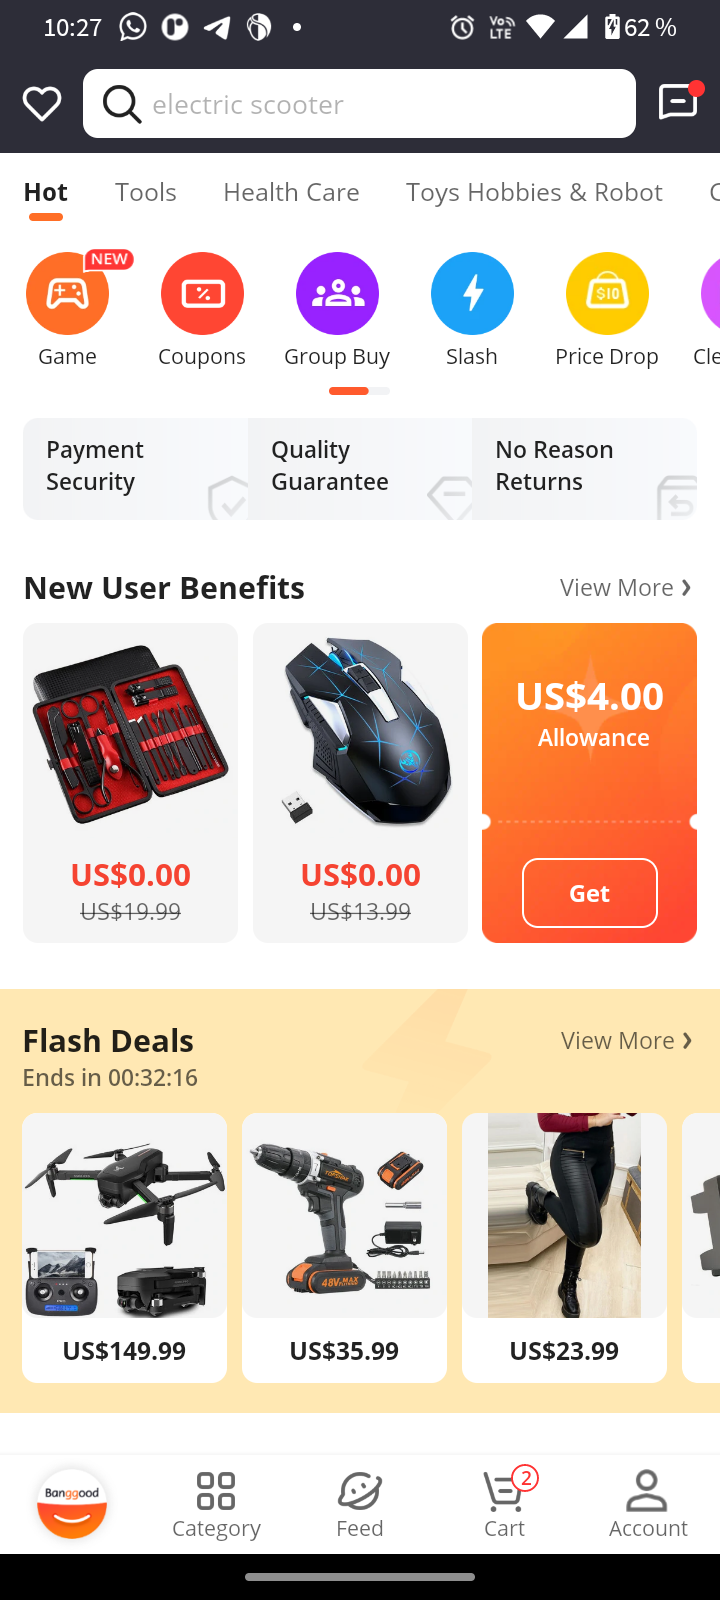 10:27
Vo LTE
62 %
electric scooter
Hot
Tools
Health Care
Toys Hobbies & Robot
NEW
$10
Game
Coupons
Group Buy
Slash
Price Drop
Cle
Payment
Security
Quality
Guarantee
No Reason
Returns
New User Benefits
View More
US$0.00
US$19.99
US$0.00
US$13.99
US$4.00
Allowance
Get
Flash Deals
View More
Ends in 00:32:16
48V-MAX
US$149.99
US$35.99
US$23.99
Banggood
Category
Feed
2
Cart
Account